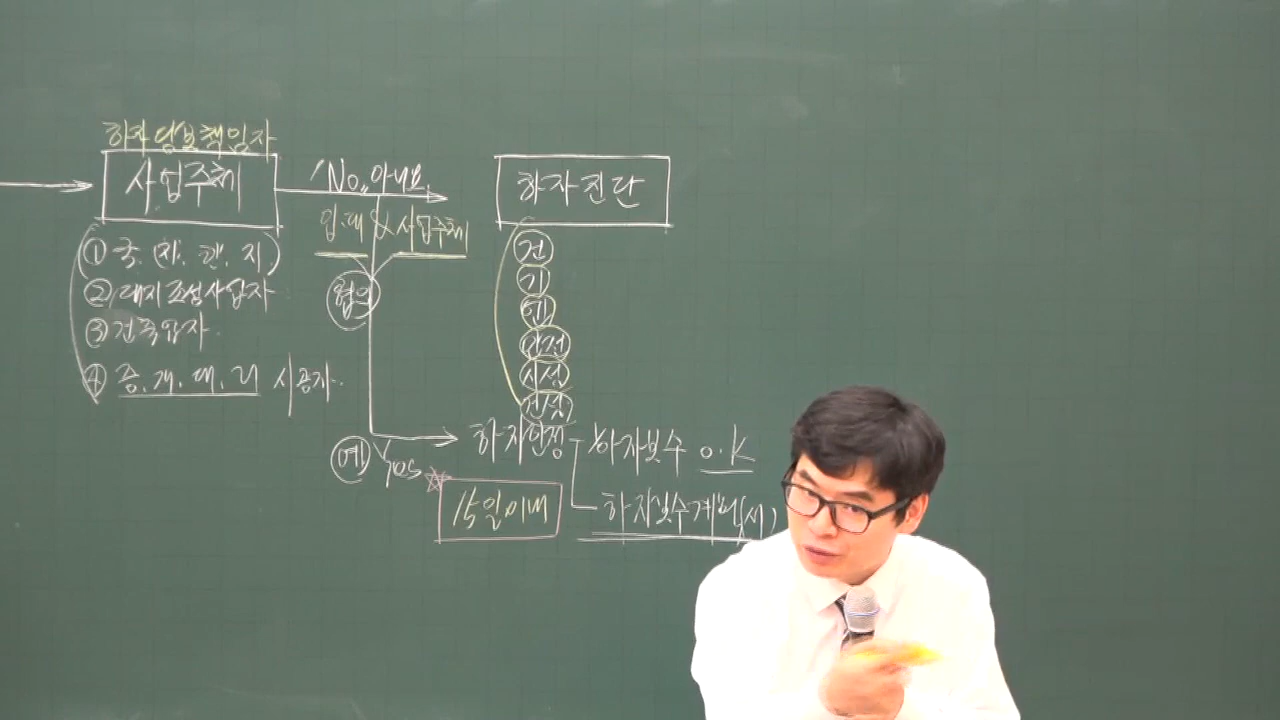 하자담보책임자
사업주체
① 국. (지. 관. 지.)
② 대지조성사업자
③ 건축업자.
④ 증. 개. 대. 리 시공자..
"No., 아니요.
입.대 & 사업주체
협의
예 Yes
하자진단
건
기
엔
안전
시설
건설
하자인정
하자보수 O.K
하자보수계획(서)
15일 이내